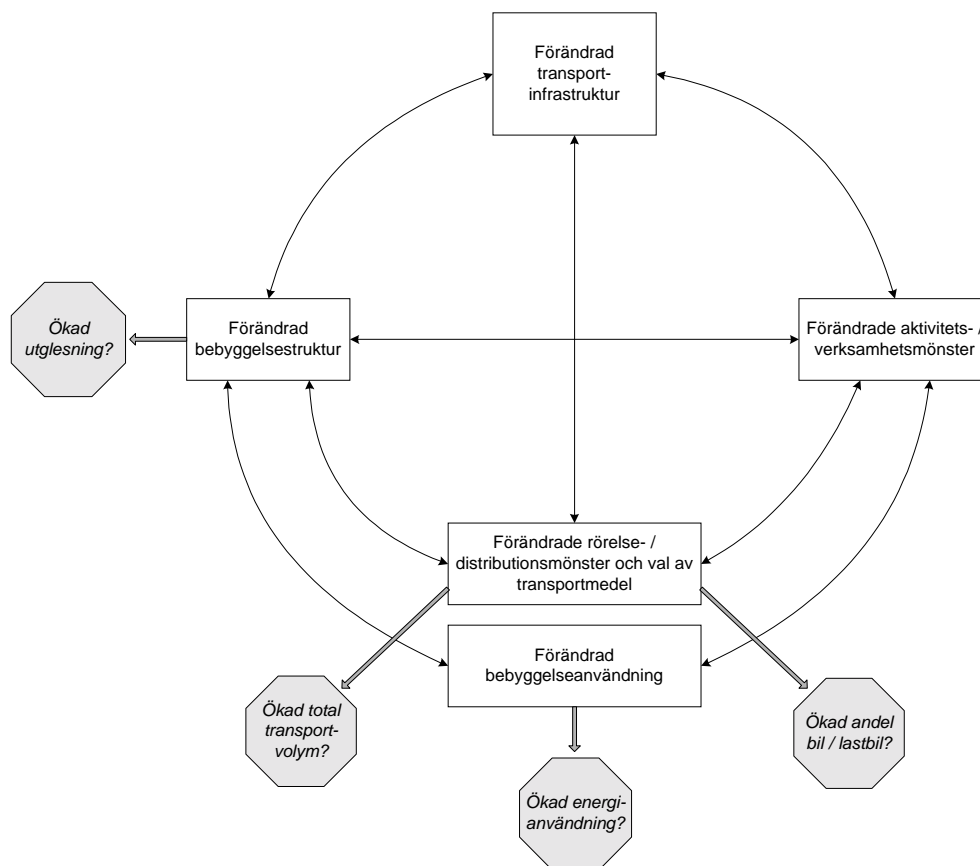 Förändrad
transport-
infrastruktur
Ökad
utglesning?
Förändrad
bebyggelsestruktur
Förändrade aktivitets- /
verksamhetsmönster
Förändrade rörelse- /
distributionsmönster och val av
transportmedel
Förändrad
bebyggelseanvändning
Ökad total
transport-
volym?
Ökad andel
bil / lastbil?
Ökad energi-
användning?